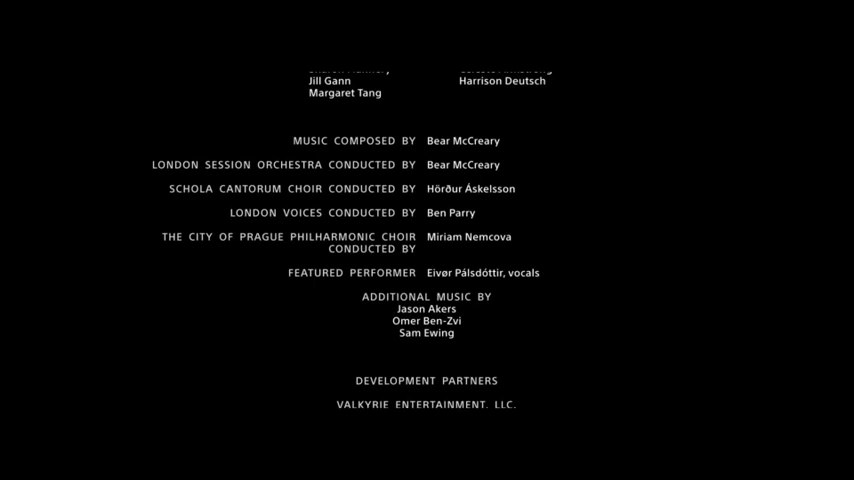 Jill Gann Harrison Deutsch
Margaret Tang
MUSIC COMPOSED BY Bear McCreary
LONDON SESSION ORCHESTRA CONDUCTED BY Bear McCreary
SCHOLA CANTORUM CHOIR CONDUCTED BY Hörður Áskelsson
LONDON VOICES CONDUCTED BY Ben Parry
THE CITY OF PRAGUE PHILHARMONIC CHOIR Miriam Nemcova
CONDUCTED BY
FEATURED PERFORMER Eivør Pálsdóttir, vocals
ADDITIONAL MUSIC BY
Jason Akers
Omer Ben-Zvi
Sam Ewing
DEVELOPMENT PARTNERS
VALKYRIE ENTERTAINMENT, LLC.